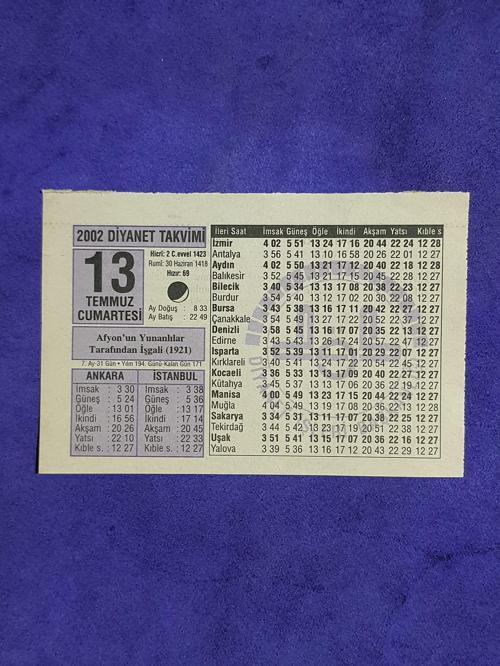 2002 DİYANET TAKVİMİ
13
TEMMUZ
CUMARTESİ
Hicri: 2 C.evvel 1423
Rumî: 30 Haziran 1418
Hızır: 69
Ay Doğuş : 8 33
Ay Batış : 22 49
Afyon'un Yunanlılar
Tarafından İşgali (1921)
7. Ay-31 Gün • Yılın 194. Günü-Kalan Gün 171
ANKARA
İmsak : 3 30
Güneş : 5 24
Öğle : 13 01
İkindi : 16 56
Akşam : 20 26
Yatsı : 22 10
Kıble s. : 12 27
İSTANBUL
İmsak : 3 38
Güneş : 5 36
Öğle : 13 17
İkindi : 17 14
Akşam : 20 45
Yatsı : 22 33
Kıble s. : 12 27
İleri Saat İmsak Güneş Öğle İkindi Akşam Yatsı Kıble s
İzmir 4 02 5 51 13 24 17 16 20 44 22 24 12 28
Antalya 3 56 5 41 13 10 16 58 20 26 22 01 12 27
Aydın 4 02 5 50 13 21 17 12 20 40 22 18 12 28
Balıkesir 3 52 5 45 13 21 17 15 20 45 22 28 12 27
Bilecik 3 40 5 34 13 13 17 08 20 38 22 23 12 27
Burdur 3 54 5 40 13 12 17 02 20 30 22 07 12 27
Bursa 3 43 5 38 13 16 17 11 20 42 22 27 12 27
Çanakkale 3 54 5 49 13 27 17 23 20 54 22 39 12 27
Denizli 3 58 5 45 13 16 17 07 20 35 22 13 12 27
Edirne 3 43 5 43 13 26 17 24 20 56 22 46 12 27
Isparta 3 52 5 39 13 11 17 01 20 29 22 07 12 27
Kırklareli 3 40 5 41 13 24 17 22 20 54 22 45 12 27
Kocaeli 3 36 5 33 13 13 17 09 20 41 22 28 12 27
Kütahya 3 45 5 37 13 13 17 07 20 37 12 27
Manisa 4 00 5 49 13 23 17 15 20 44 22 24 12 27
Muğla 4 04 5 49 13 19 20 36 12 27
Sakarya 3 34 5 31 13 11 17 07 20 38 22 25 12 27
Tekirdağ 3 44 5 42 13 23 17 19 20 51 22 39 12 27
Uşak 3 51 5 41 13 15 17 07 20 36 22 16 12 27
Yalova 3 39 5 36 13 15 17 12 20 43 22 29 12 27